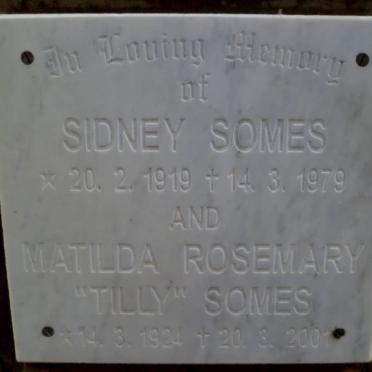 In Loving Memory
of
SIDNEY SOMES
* 20. 2. 1919 † 14. 3. 1979
AND
MATILDA ROSEMARY
"TILLY" SOMES
* 14. 3. 1924 † 20. 3. 2001